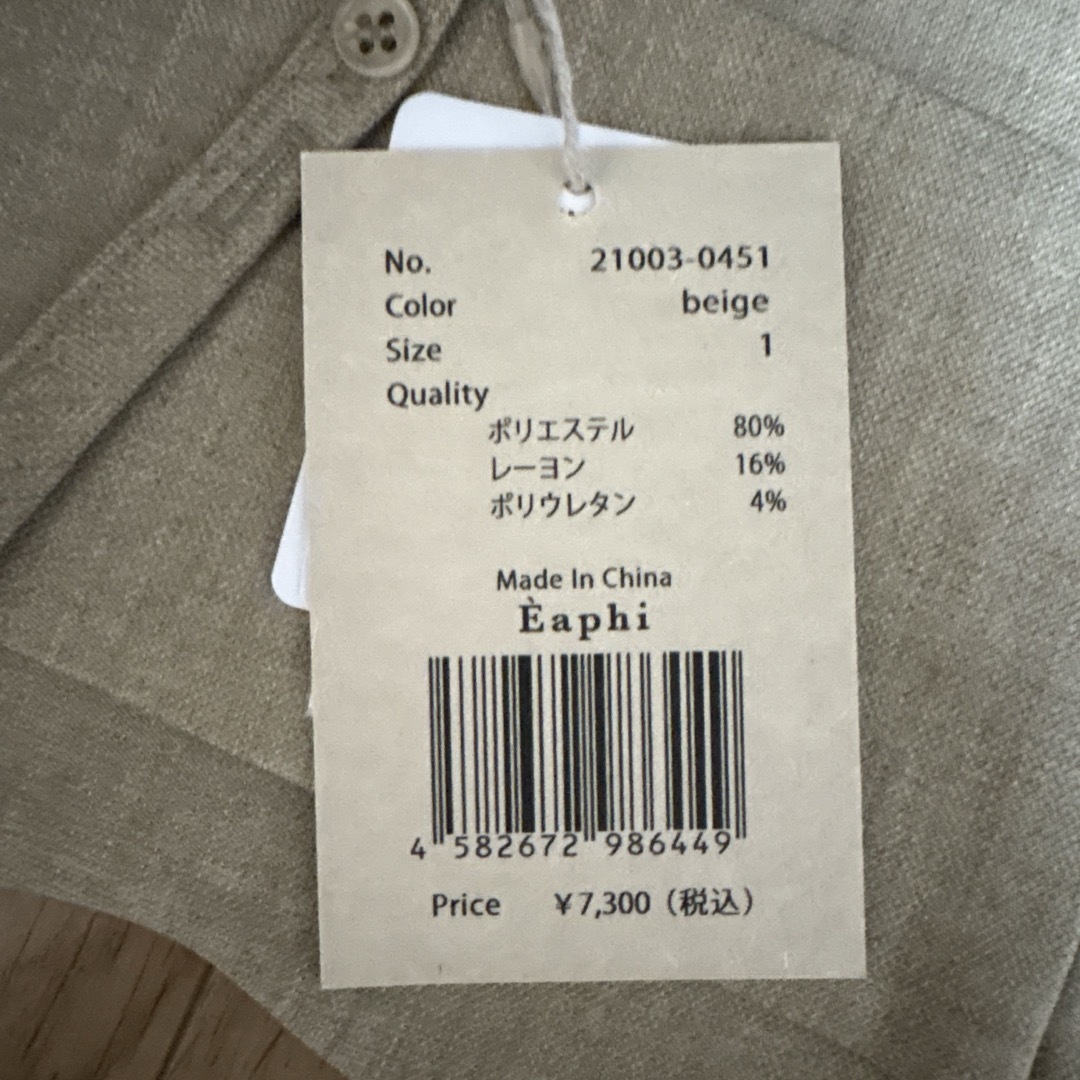 No. 21003-0451
Color beige
Size 1
Quality
ポリエステル 80%
レーヨン 16%
ポリウレタン 4%
Made In China
Èaphi
4 582672 986449
Price ¥7,300（税込）